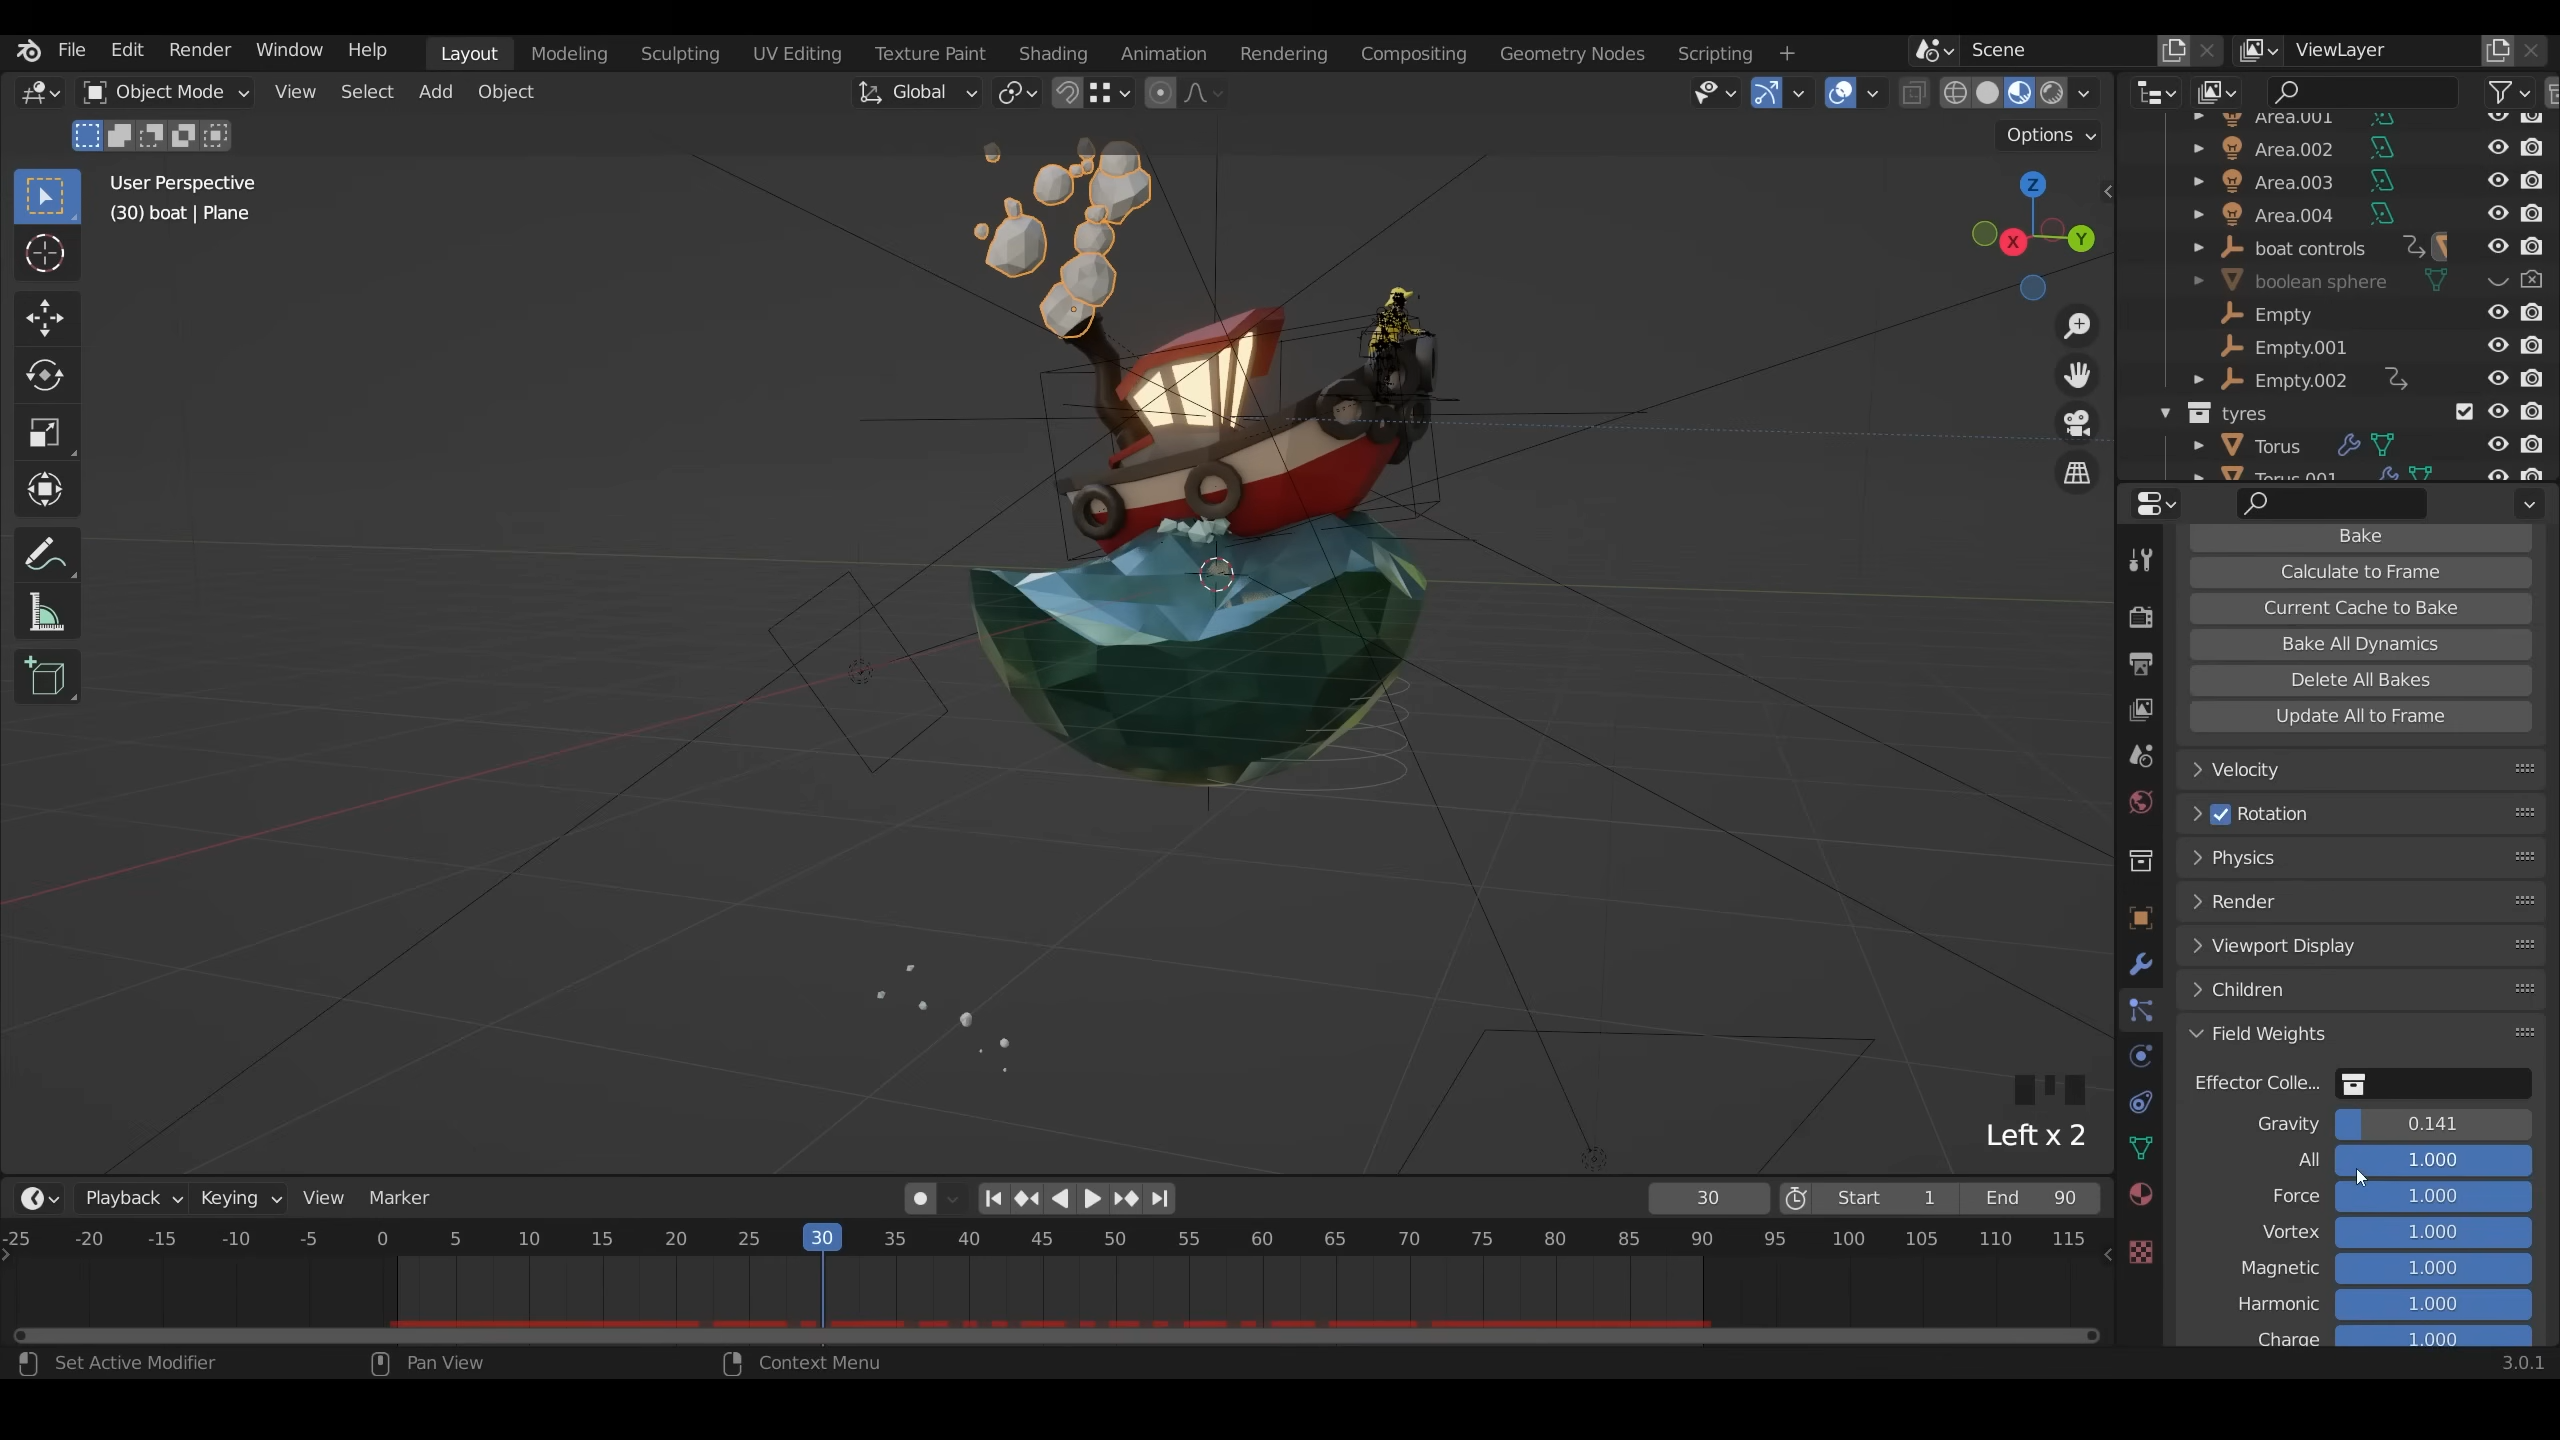 File Edit Render Window Help Layout Modeling Sculpting UV Editing Texture Paint Shading Animation Rendering Compositing Geometry Nodes Scripting + Scene ViewLayer
Object Mode View Select Add Object Global
Options
User Perspective
(30) boat | Plane
Z
X
Y
Area.001
Area.002
Area.003
Area.004
boat controls
boolean sphere
Empty
Empty.001
Empty.002
tyres
Torus
Torus.001
Bake
Calculate to Frame
Current Cache to Bake
Bake All Dynamics
Delete All Bakes
Update All to Frame
Velocity
Rotation
Physics
Render
Viewport Display
Children
Field Weights
Effector Colle...
Gravity 0.141
All 1.000
Force 1.000
Vortex 1.000
Magnetic 1.000
Harmonic 1.000
Charge 1.000
Left x 2
Playback Keying View Marker 30 Start 1 End 90
-25 -20 -15 -10 -5 0 5 10 15 20 25 30 35 40 45 50 55 60 65 70 75 80 85 90 95 100 105 110 115
Set Active Modifier Pan View Context Menu 3.0.1